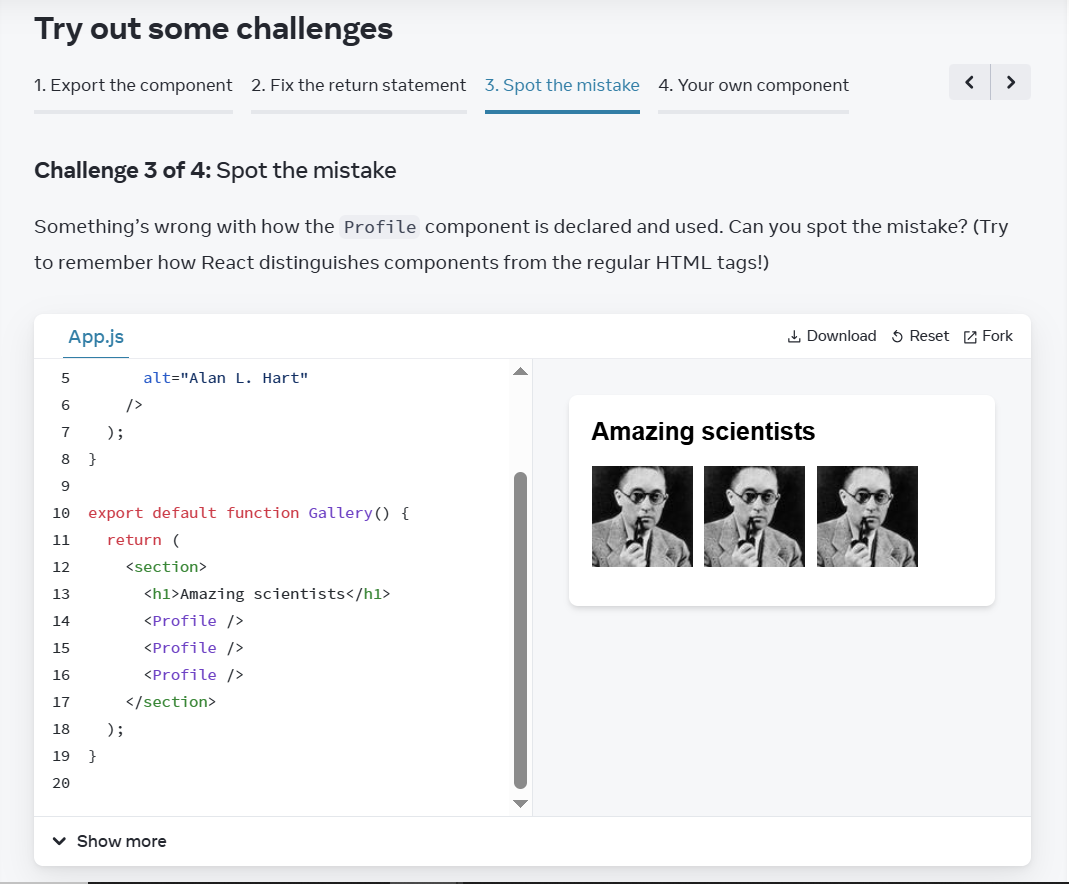 Try out some challenges
1. Export the component 2. Fix the return statement 3. Spot the mistake 4. Your own component
Challenge 3 of 4: Spot the mistake
Something’s wrong with how the Profile component is declared and used. Can you spot the mistake? (Try
to remember how React distinguishes components from the regular HTML tags!)
App.js Download Reset Fork
5 alt="Alan L. Hart"
6 />
7 );
8 }
9
10 export default function Gallery() {
11 return (
12 <section>
13 <h1>Amazing scientists</h1>
14 <Profile />
15 <Profile />
16 <Profile />
17 </section>
18 );
19 }
20
Amazing scientists
Show more